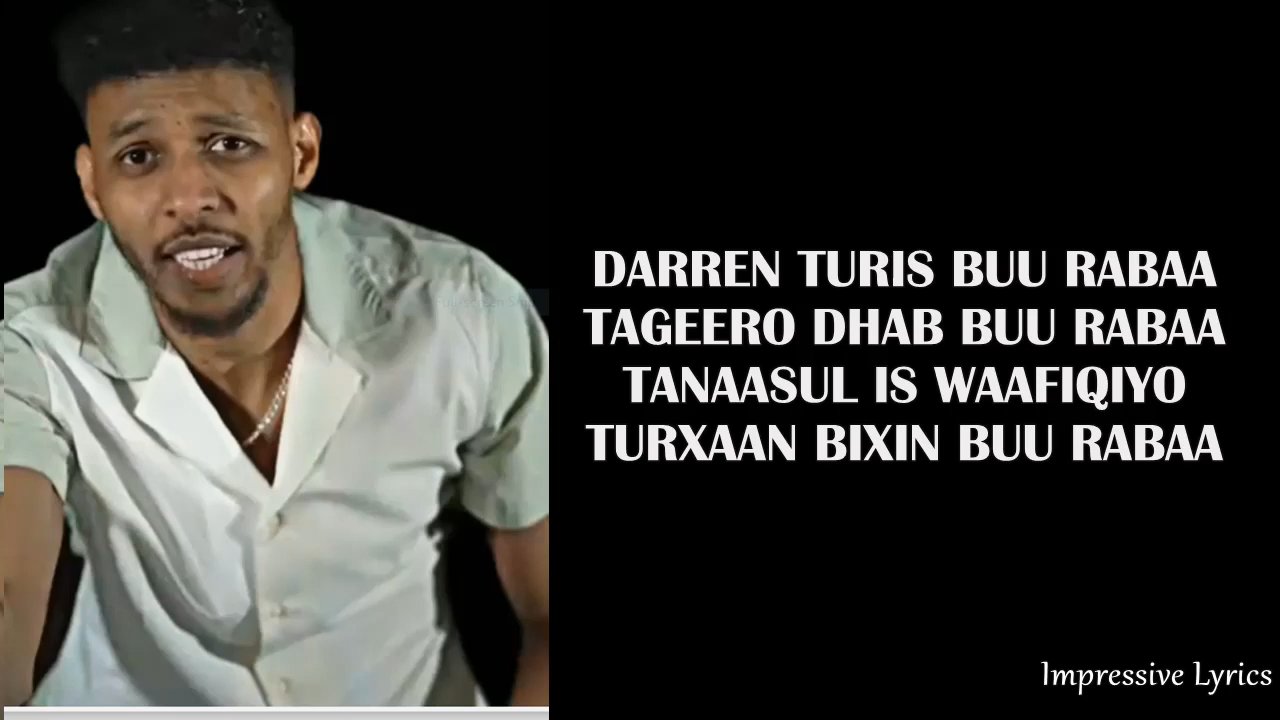 DARREN TURIS BUU RABAA
TAGEERO DHAB BUU RABAA
TANAASUL IS WAAFIQIYO
TURXAAN BIXIN BUU RABAA
Impressive Lyrics